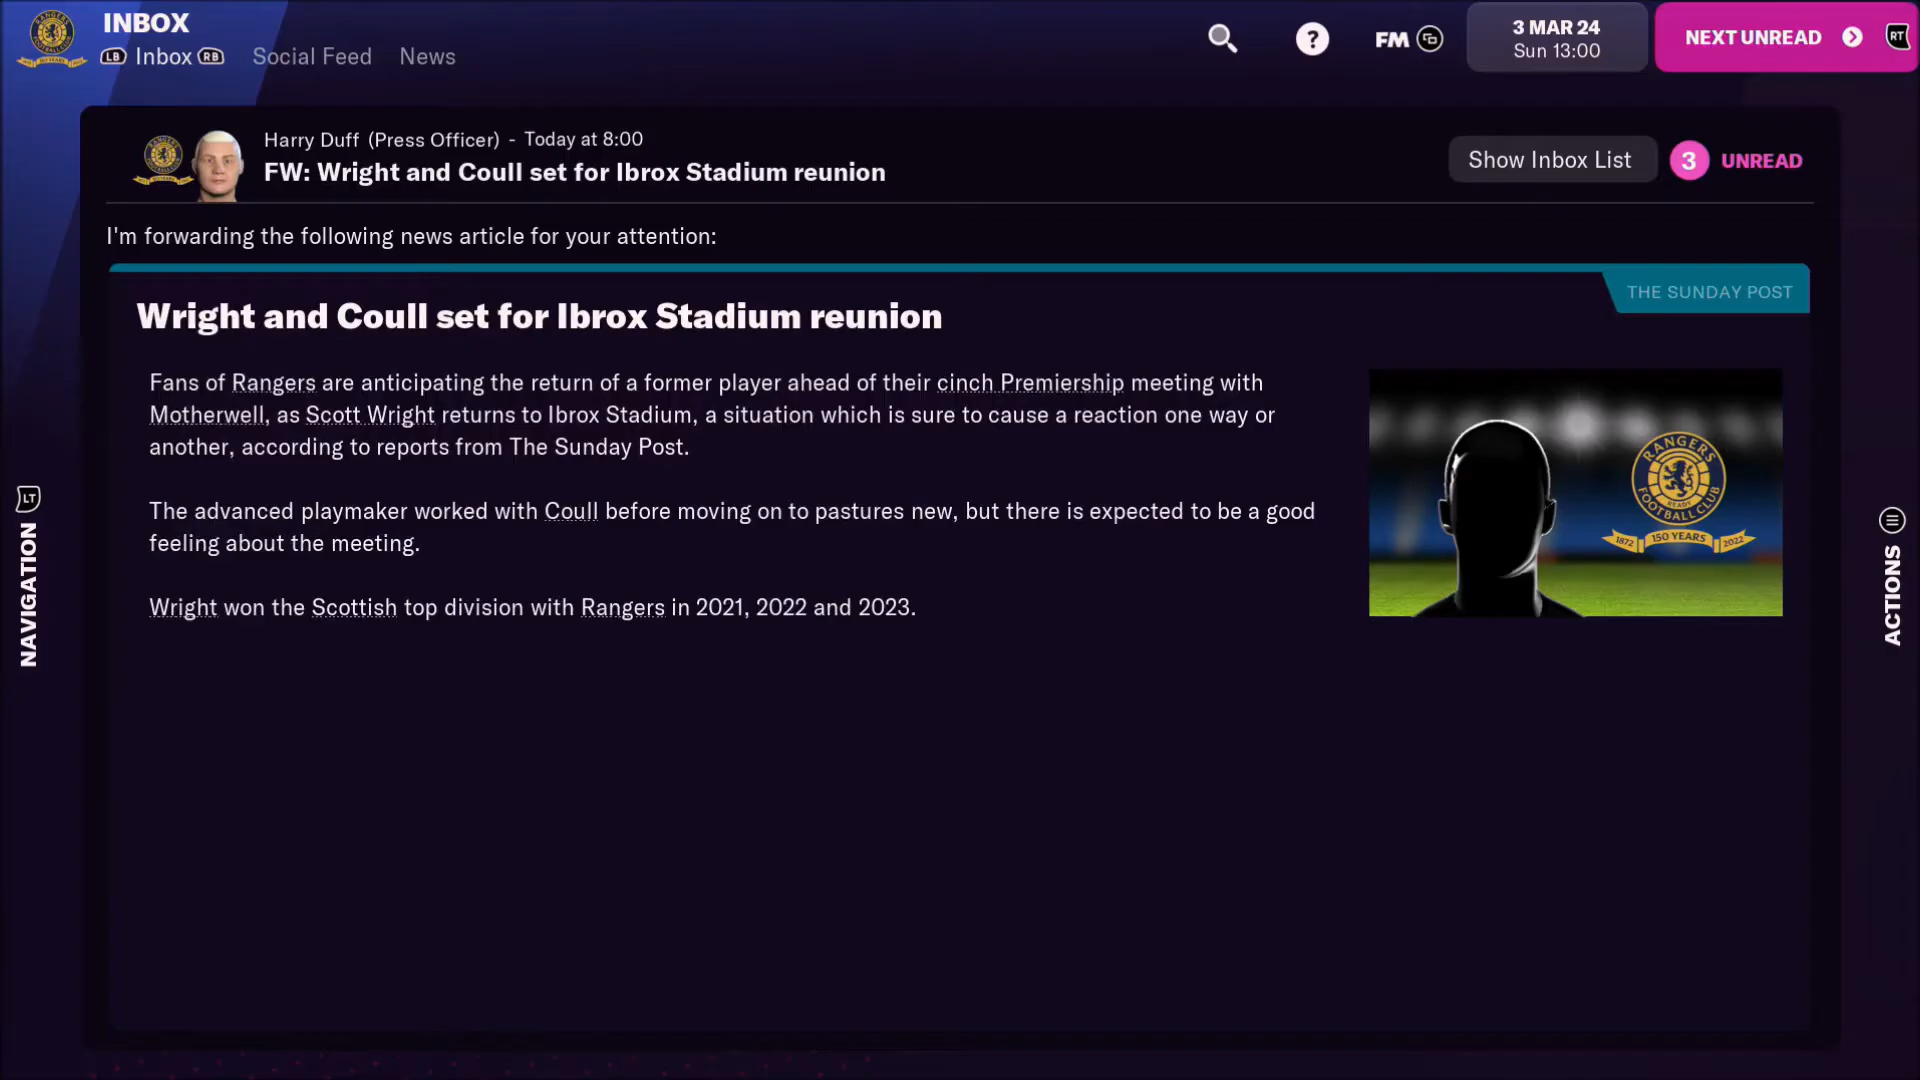 INBOX
LB Inbox RB Social Feed News
FM
3 MAR 24
Sun 13:00
NEXT UNREAD
RT
Harry Duff (Press Officer) - Today at 8:00
FW: Wright and Coull set for Ibrox Stadium reunion
Show Inbox List
3 UNREAD
I'm forwarding the following news article for your attention:
THE SUNDAY POST
Wright and Coull set for Ibrox Stadium reunion
Fans of Rangers are anticipating the return of a former player ahead of their cinch Premiership meeting with
Motherwell, as Scott Wright returns to Ibrox Stadium, a situation which is sure to cause a reaction one way or
another, according to reports from The Sunday Post.
The advanced playmaker worked with Coull before moving on to pastures new, but there is expected to be a good
feeling about the meeting.
Wright won the Scottish top division with Rangers in 2021, 2022 and 2023.
RANGERS
READY
FOOTBALL CLUB
1872 150 YEARS 2022
LT
NAVIGATION
ACTIONS